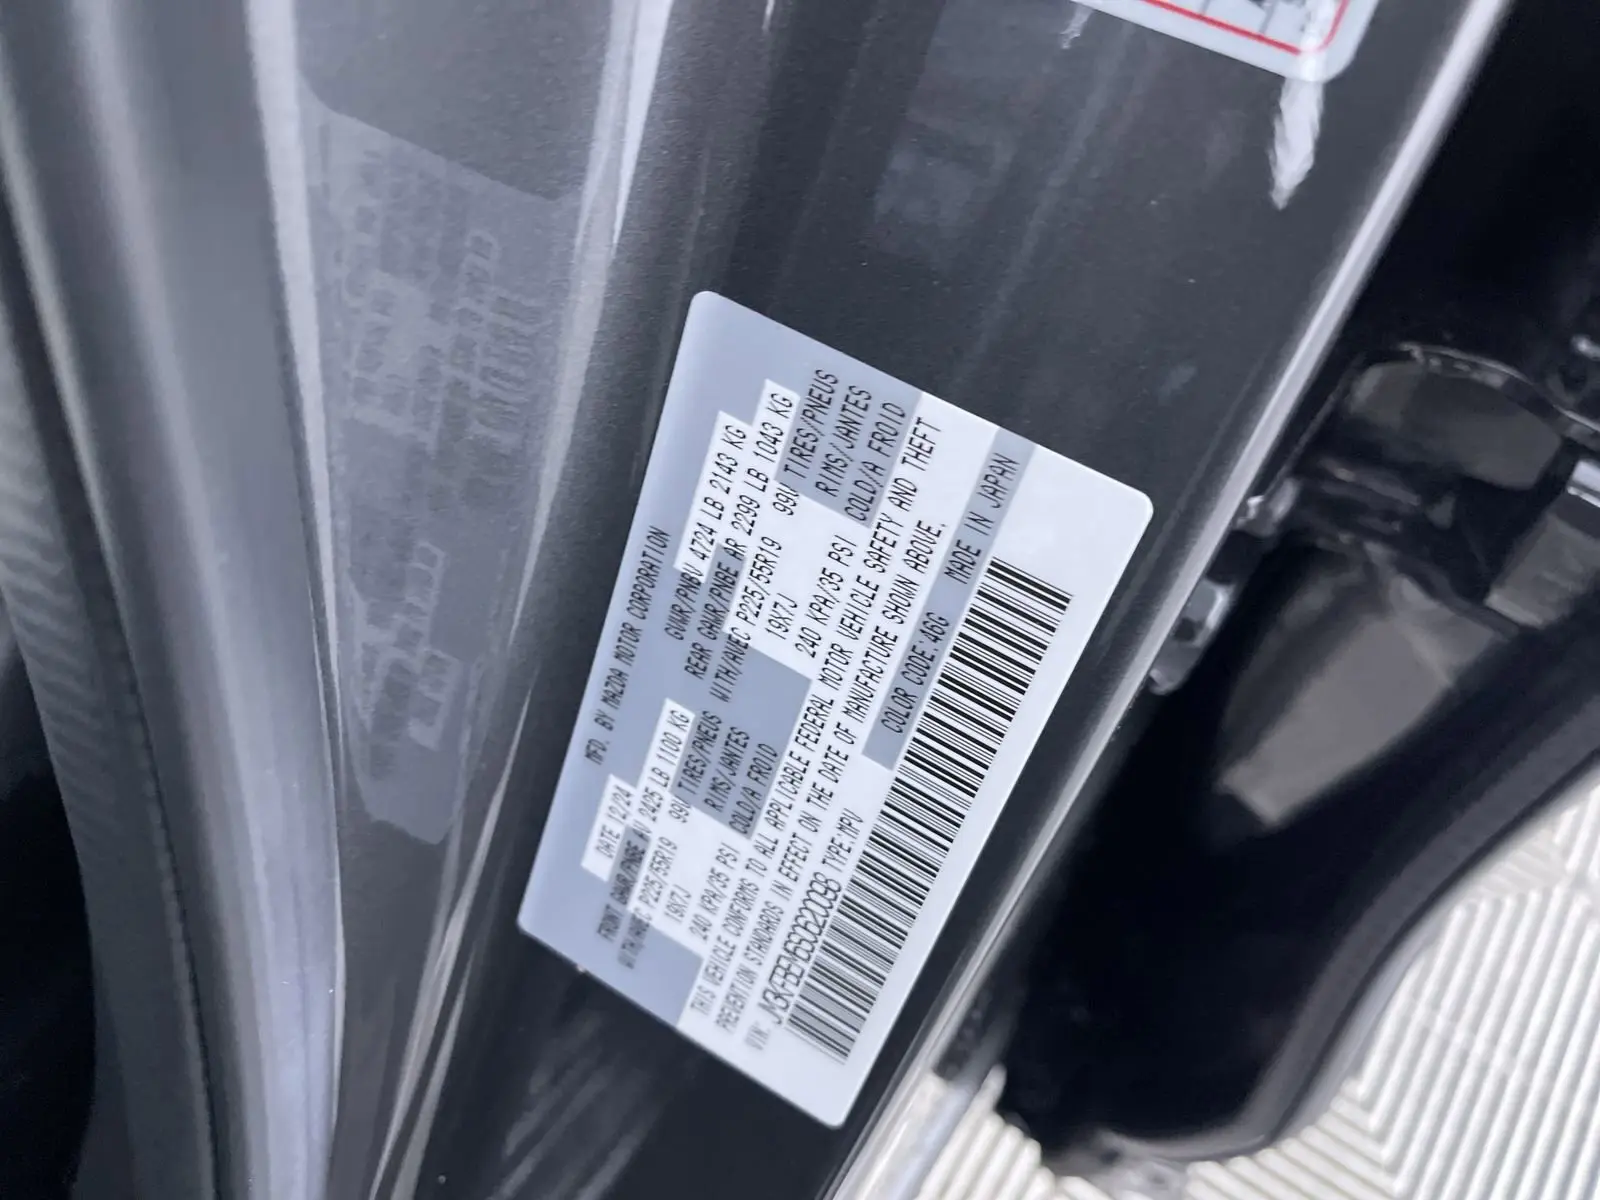 MFD. BY MAZDA MOTOR CORPORATION
DATE 12/24 GVWR/PNBV 4724 LB 2143 KG
FRONT GAWR/PNBE AV 2425 LB 1100 KG REAR GAWR/PNBE AR 2299 LB 1043 KG
WITH/AVEC P225/55R19 99V TIRES/PNEUS WITH/AVEC P225/55R19 99V TIRES/PNEUS
19X7J RIMS/JANTES 19X7J RIMS/JANTES
240 KPA/35 PSI COLD/A FROID 240 KPA/35 PSI COLD/A FROID
THIS VEHICLE CONFORMS TO ALL APPLICABLE FEDERAL MOTOR VEHICLE SAFETY AND THEFT
PREVENTION STANDARDS IN EFFECT ON THE DATE OF MANUFACTURE SHOWN ABOVE.
VIN: TYPE:MPV COLOR CODE:46G MADE IN JAPAN